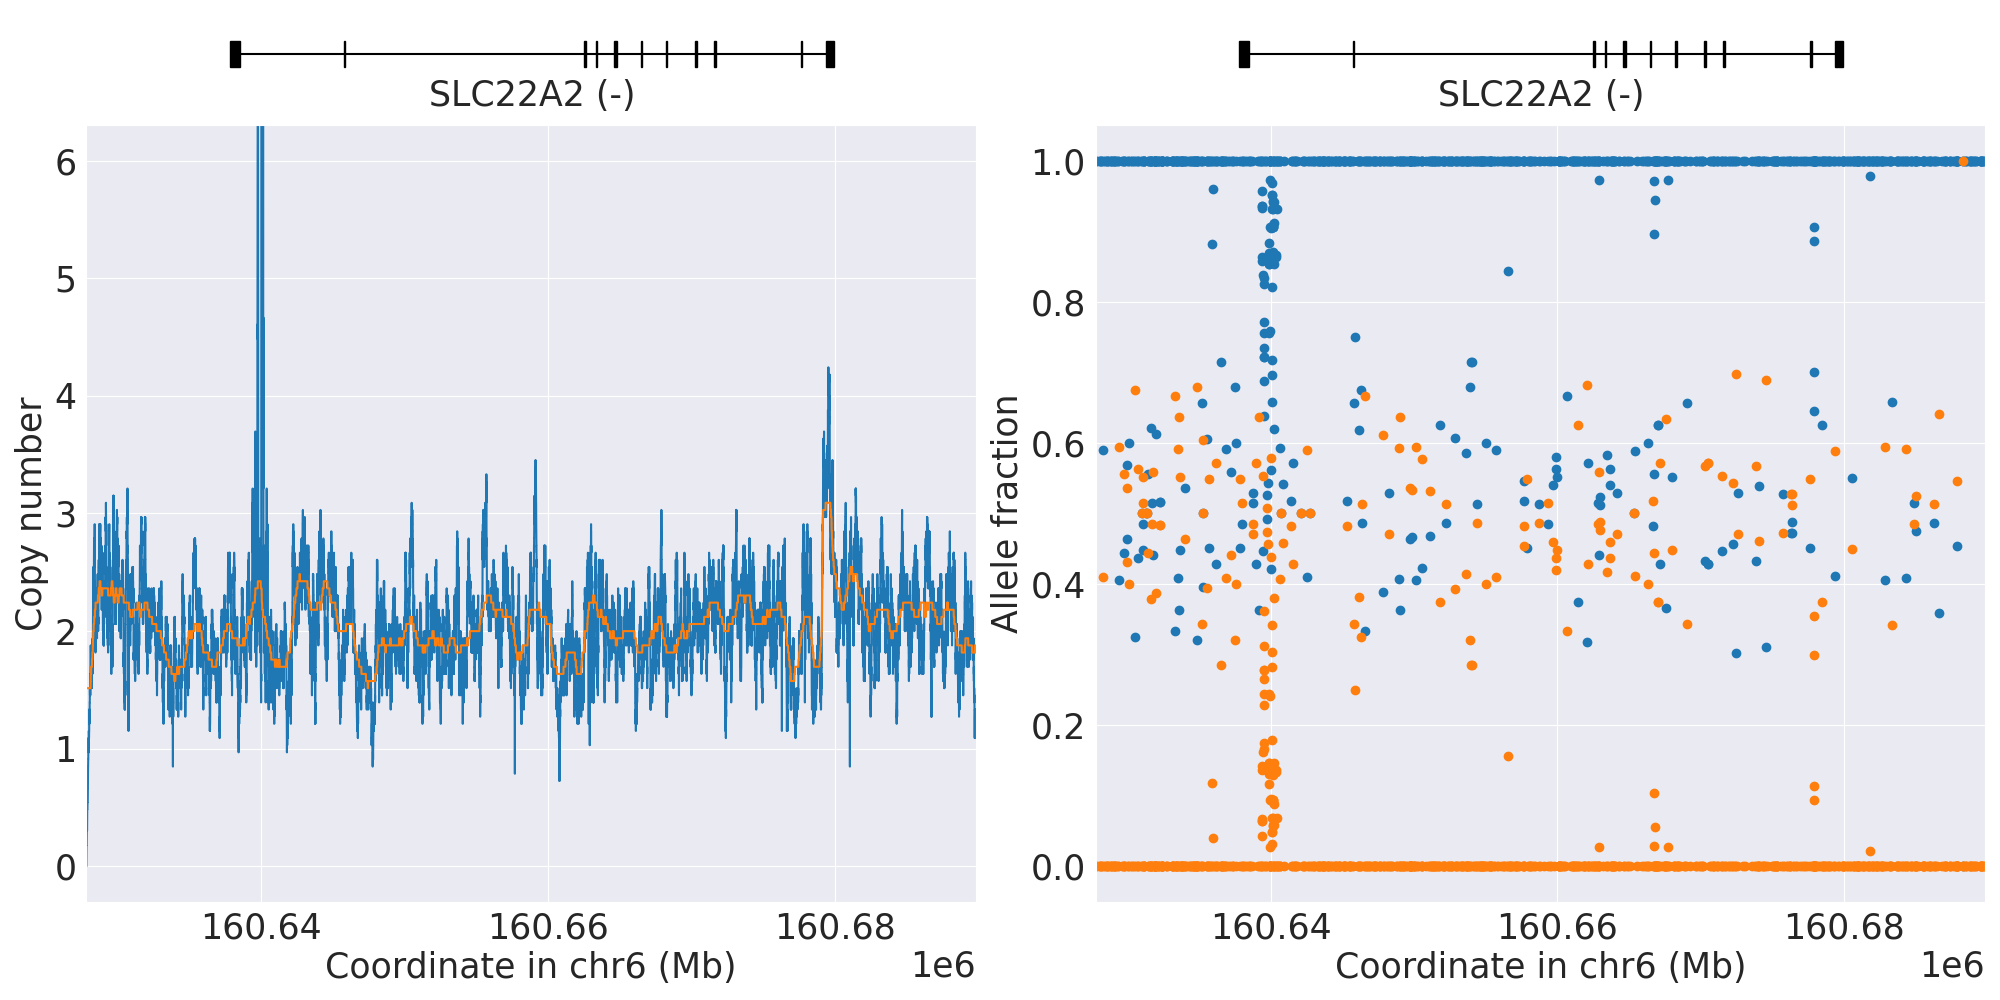 SLC22A2 (-)
Copy number
6
5
4
3
2
1
0
160.64 160.66 160.68
Coordinate in chr6 (Mb) 1e6
SLC22A2 (-)
Allele fraction
1.0
0.8
0.6
0.4
0.2
0.0
160.64 160.66 160.68
Coordinate in chr6 (Mb) 1e6